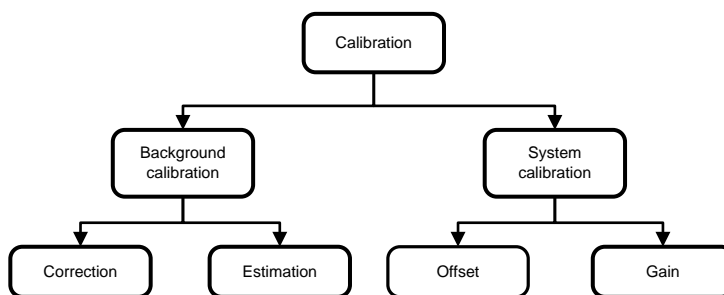 Calibration
Background
calibration
System
calibration
Correction
Estimation
Offset
Gain